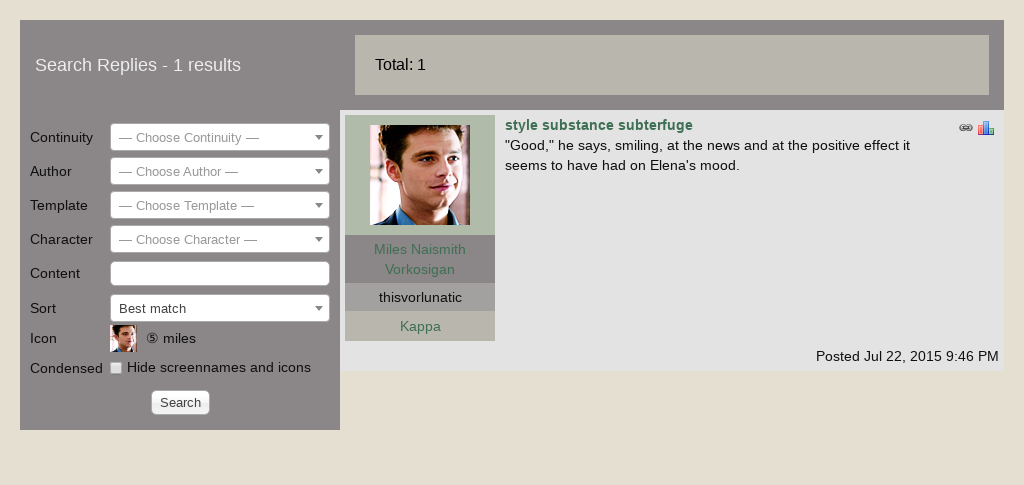 Search Replies - 1 results
Total: 1
Continuity
— Choose Continuity —
Author
— Choose Author —
Template
— Choose Template —
Character
— Choose Character —
Content
Sort
Best match
Icon
⑤ miles
Condensed
Hide screennames and icons
Search
Miles Naismith
Vorkosigan
thisvorlunatic
Kappa
style substance subterfuge
"Good," he says, smiling, at the news and at the positive effect it
seems to have had on Elena's mood.
Posted Jul 22, 2015 9:46 PM